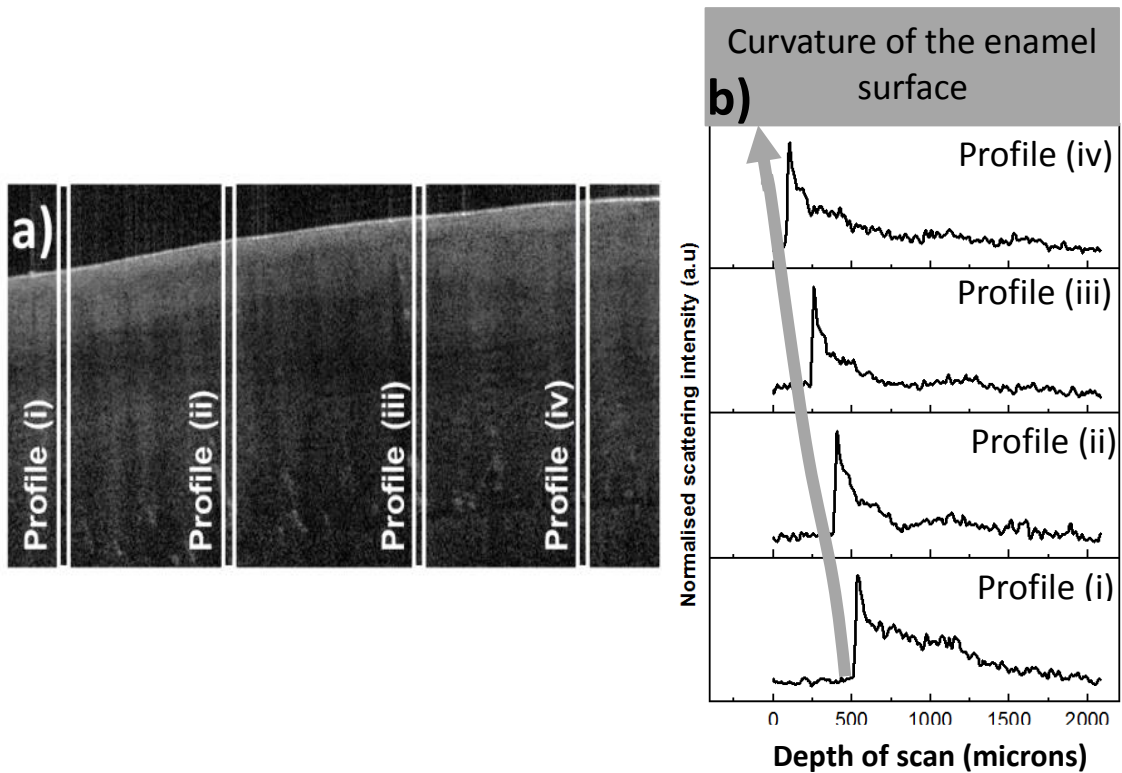 a)
Profile (i)
Profile (ii)
Profile (iii)
Profile (iv)
Curvature of the enamel
surface
b)
Profile (iv)
Profile (iii)
Profile (ii)
Profile (i)
Normalised scattering intensity (a.u)
0 500 1000 1500 2000
Depth of scan (microns)